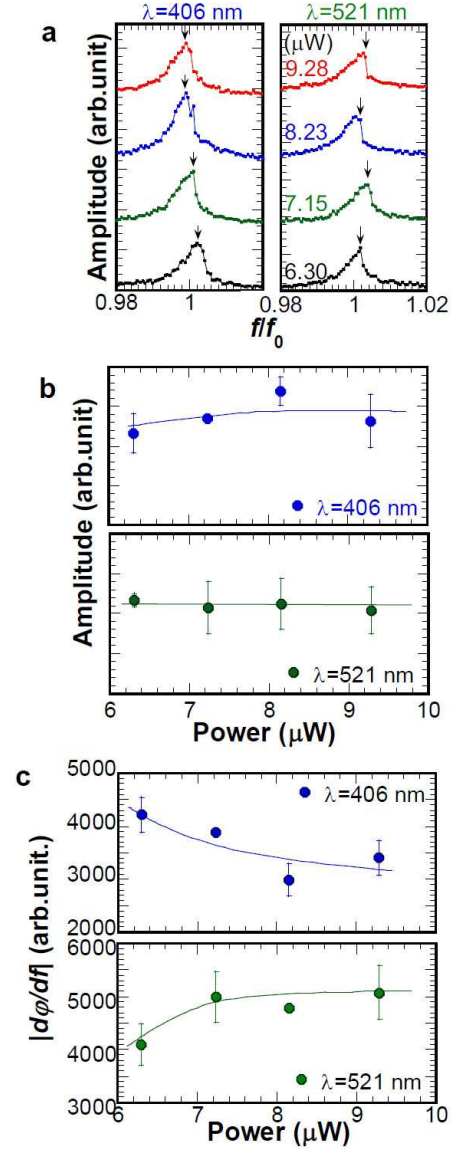 a
λ=406 nm
λ=521 nm
Amplitude (arb.unit)
(μW)
9.28
8.23
7.15
6.30
0.98
1
0.98
1
1.02
f/f0
b
Amplitude (arb.unit)
λ=406 nm
λ=521 nm
6
7
8
9
10
Power (μW)
c
|dφ/df| (arb.unit.)
5000
4000
3000
2000
λ=406 nm
6000
5000
4000
3000
λ=521 nm
6
7
8
9
10
Power (μW)